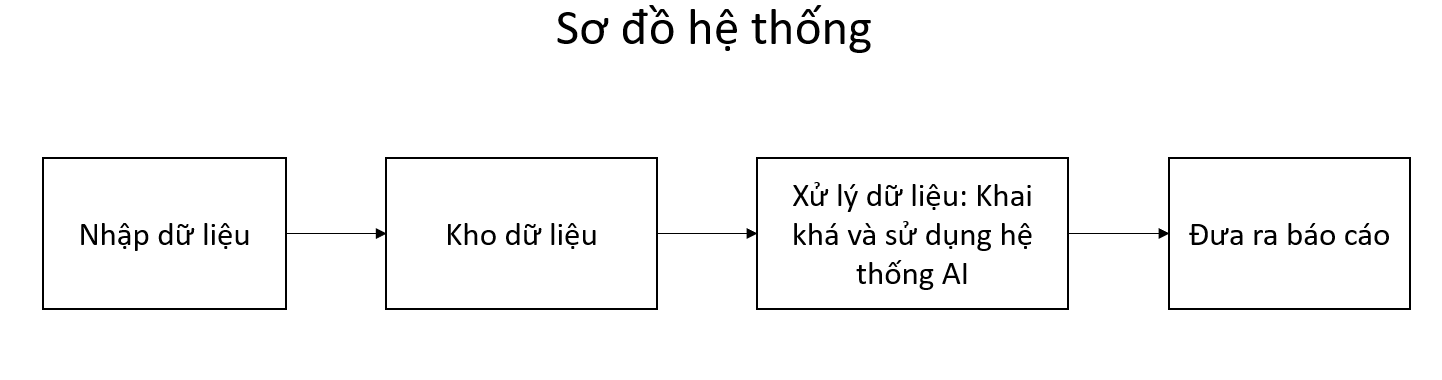 Sơ đồ hệ thống
Nhập dữ liệu
Kho dữ liệu
Xử lý dữ liệu: Khai
khá và sử dụng hệ
thống AI
Đưa ra báo cáo